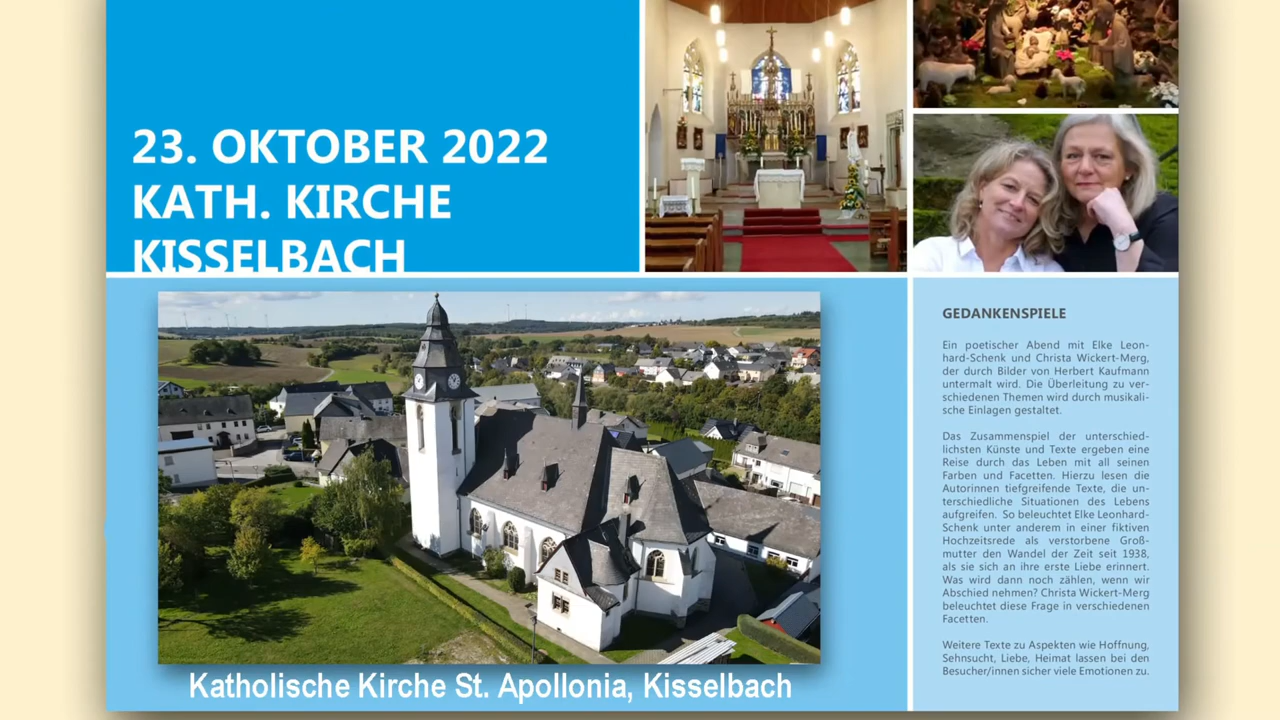 23. OKTOBER 2022
KATH. KIRCHE
KISSELBACH
GEDANKENSPIELE
Ein poetischer Abend mit Elke Leon-
hard-Schenk und Christa Wickert-Merg,
der durch Bilder von Herbert Kaufmann
untermalt wird. Die Überleitung zu ver-
schiedenen Themen wird durch musikali-
sche Einlagen gestaltet.
Das Zusammenspiel der unterschied-
lichsten Künste und Texte ergeben eine
Reise durch das Leben mit all seinen
Farben und Facetten. Hierzu lesen die
Autorinnen tiefgreifende Texte, die un-
terschiedliche Situationen des Lebens
aufgreifen. So beleuchtet Elke Leonhard-
Schenk unter anderem in einer fiktiven
Hochzeitsrede als verstorbene Groß-
mutter den Wandel der Zeit seit 1938,
als sie sich an ihre erste Liebe erinnert.
Was wird dann noch zählen, wenn wir
Abschied nehmen? Christa Wickert-Merg
beleuchtet diese Frage in verschiedenen
Facetten.
Weitere Texte zu Aspekten wie Hoffnung,
Sehnsucht, Liebe, Heimat lassen bei den
Besucher/innen sicher viele Emotionen zu.
Katholische Kirche St. Apollonia, Kisselbach